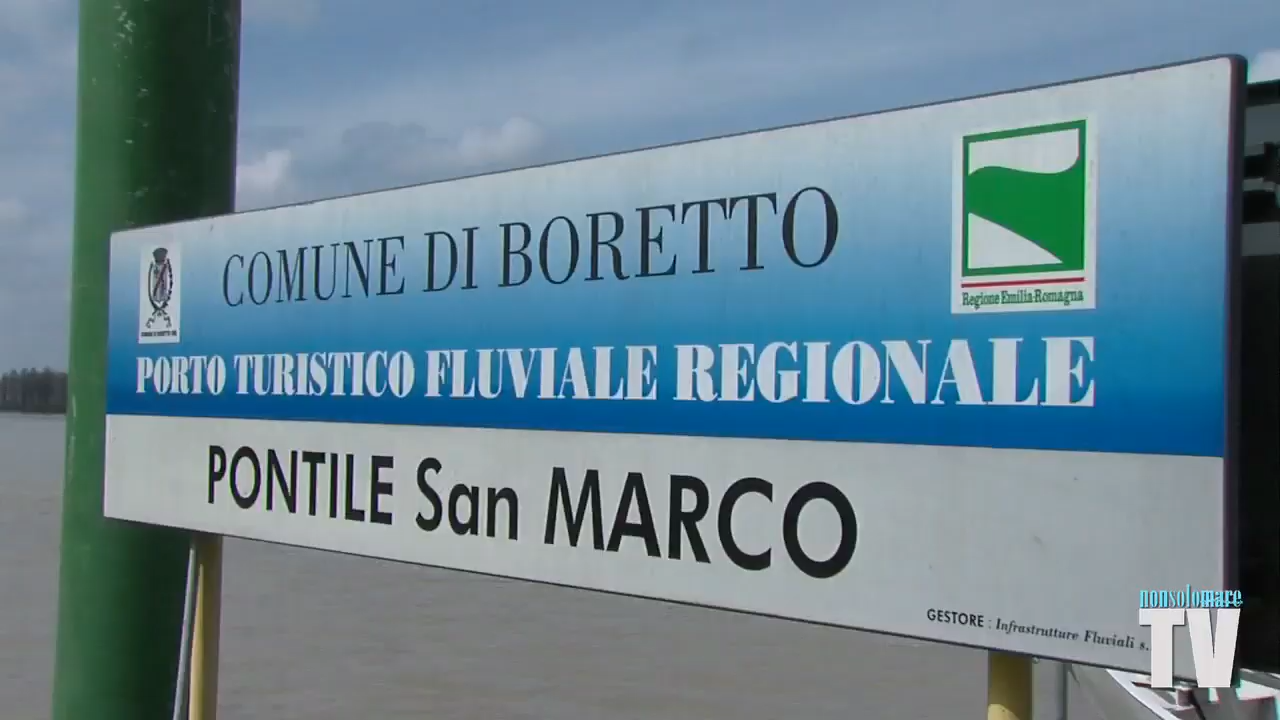 COMUNE DI BORETTO
Regione Emilia-Romagna
PORTO TURISTICO FLUVIALE REGIONALE
PONTILE San MARCO
GESTORE : Infrastrutture Fluviali s.
nonsolomare
TV